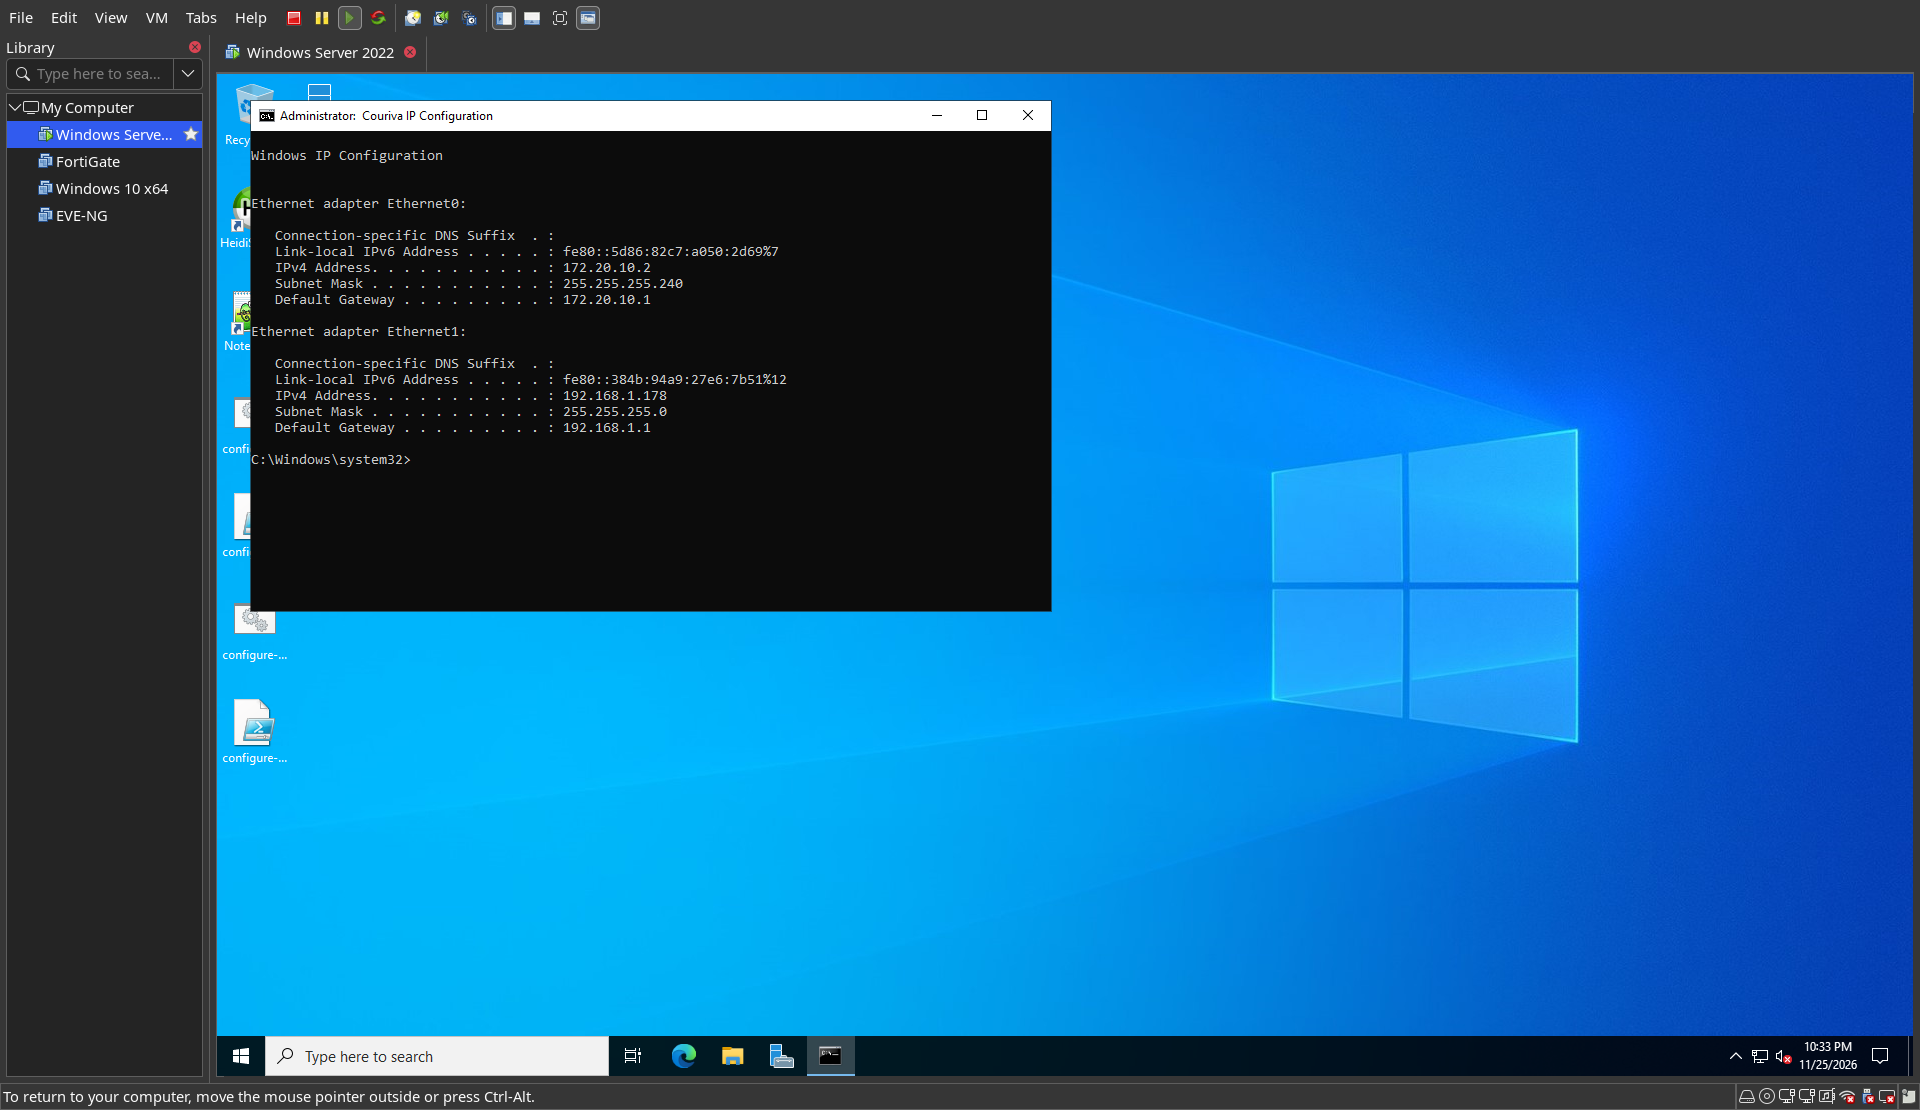 File Edit View VM Tabs Help
Library
Type here to sea...
My Computer
Windows Serve...
FortiGate
Windows 10 x64
EVE-NG
Windows Server 2022
Recy
HeidiS
Note
confi
confi
configure-...
configure-...
Administrator: Couriva IP Configuration
Windows IP Configuration
Ethernet adapter Ethernet0:
Connection-specific DNS Suffix . :
Link-local IPv6 Address . . . . . : fe80::5d86:82c7:a050:2d69%7
IPv4 Address. . . . . . . . . . . : 172.20.10.2
Subnet Mask . . . . . . . . . . . : 255.255.255.240
Default Gateway . . . . . . . . . : 172.20.10.1
Ethernet adapter Ethernet1:
Connection-specific DNS Suffix . :
Link-local IPv6 Address . . . . . : fe80::384b:94a9:27e6:7b51%12
IPv4 Address. . . . . . . . . . . : 192.168.1.178
Subnet Mask . . . . . . . . . . . : 255.255.255.0
Default Gateway . . . . . . . . . : 192.168.1.1
C:\Windows\system32>
Type here to search
10:33 PM
11/25/2026
To return to your computer, move the mouse pointer outside or press Ctrl-Alt.